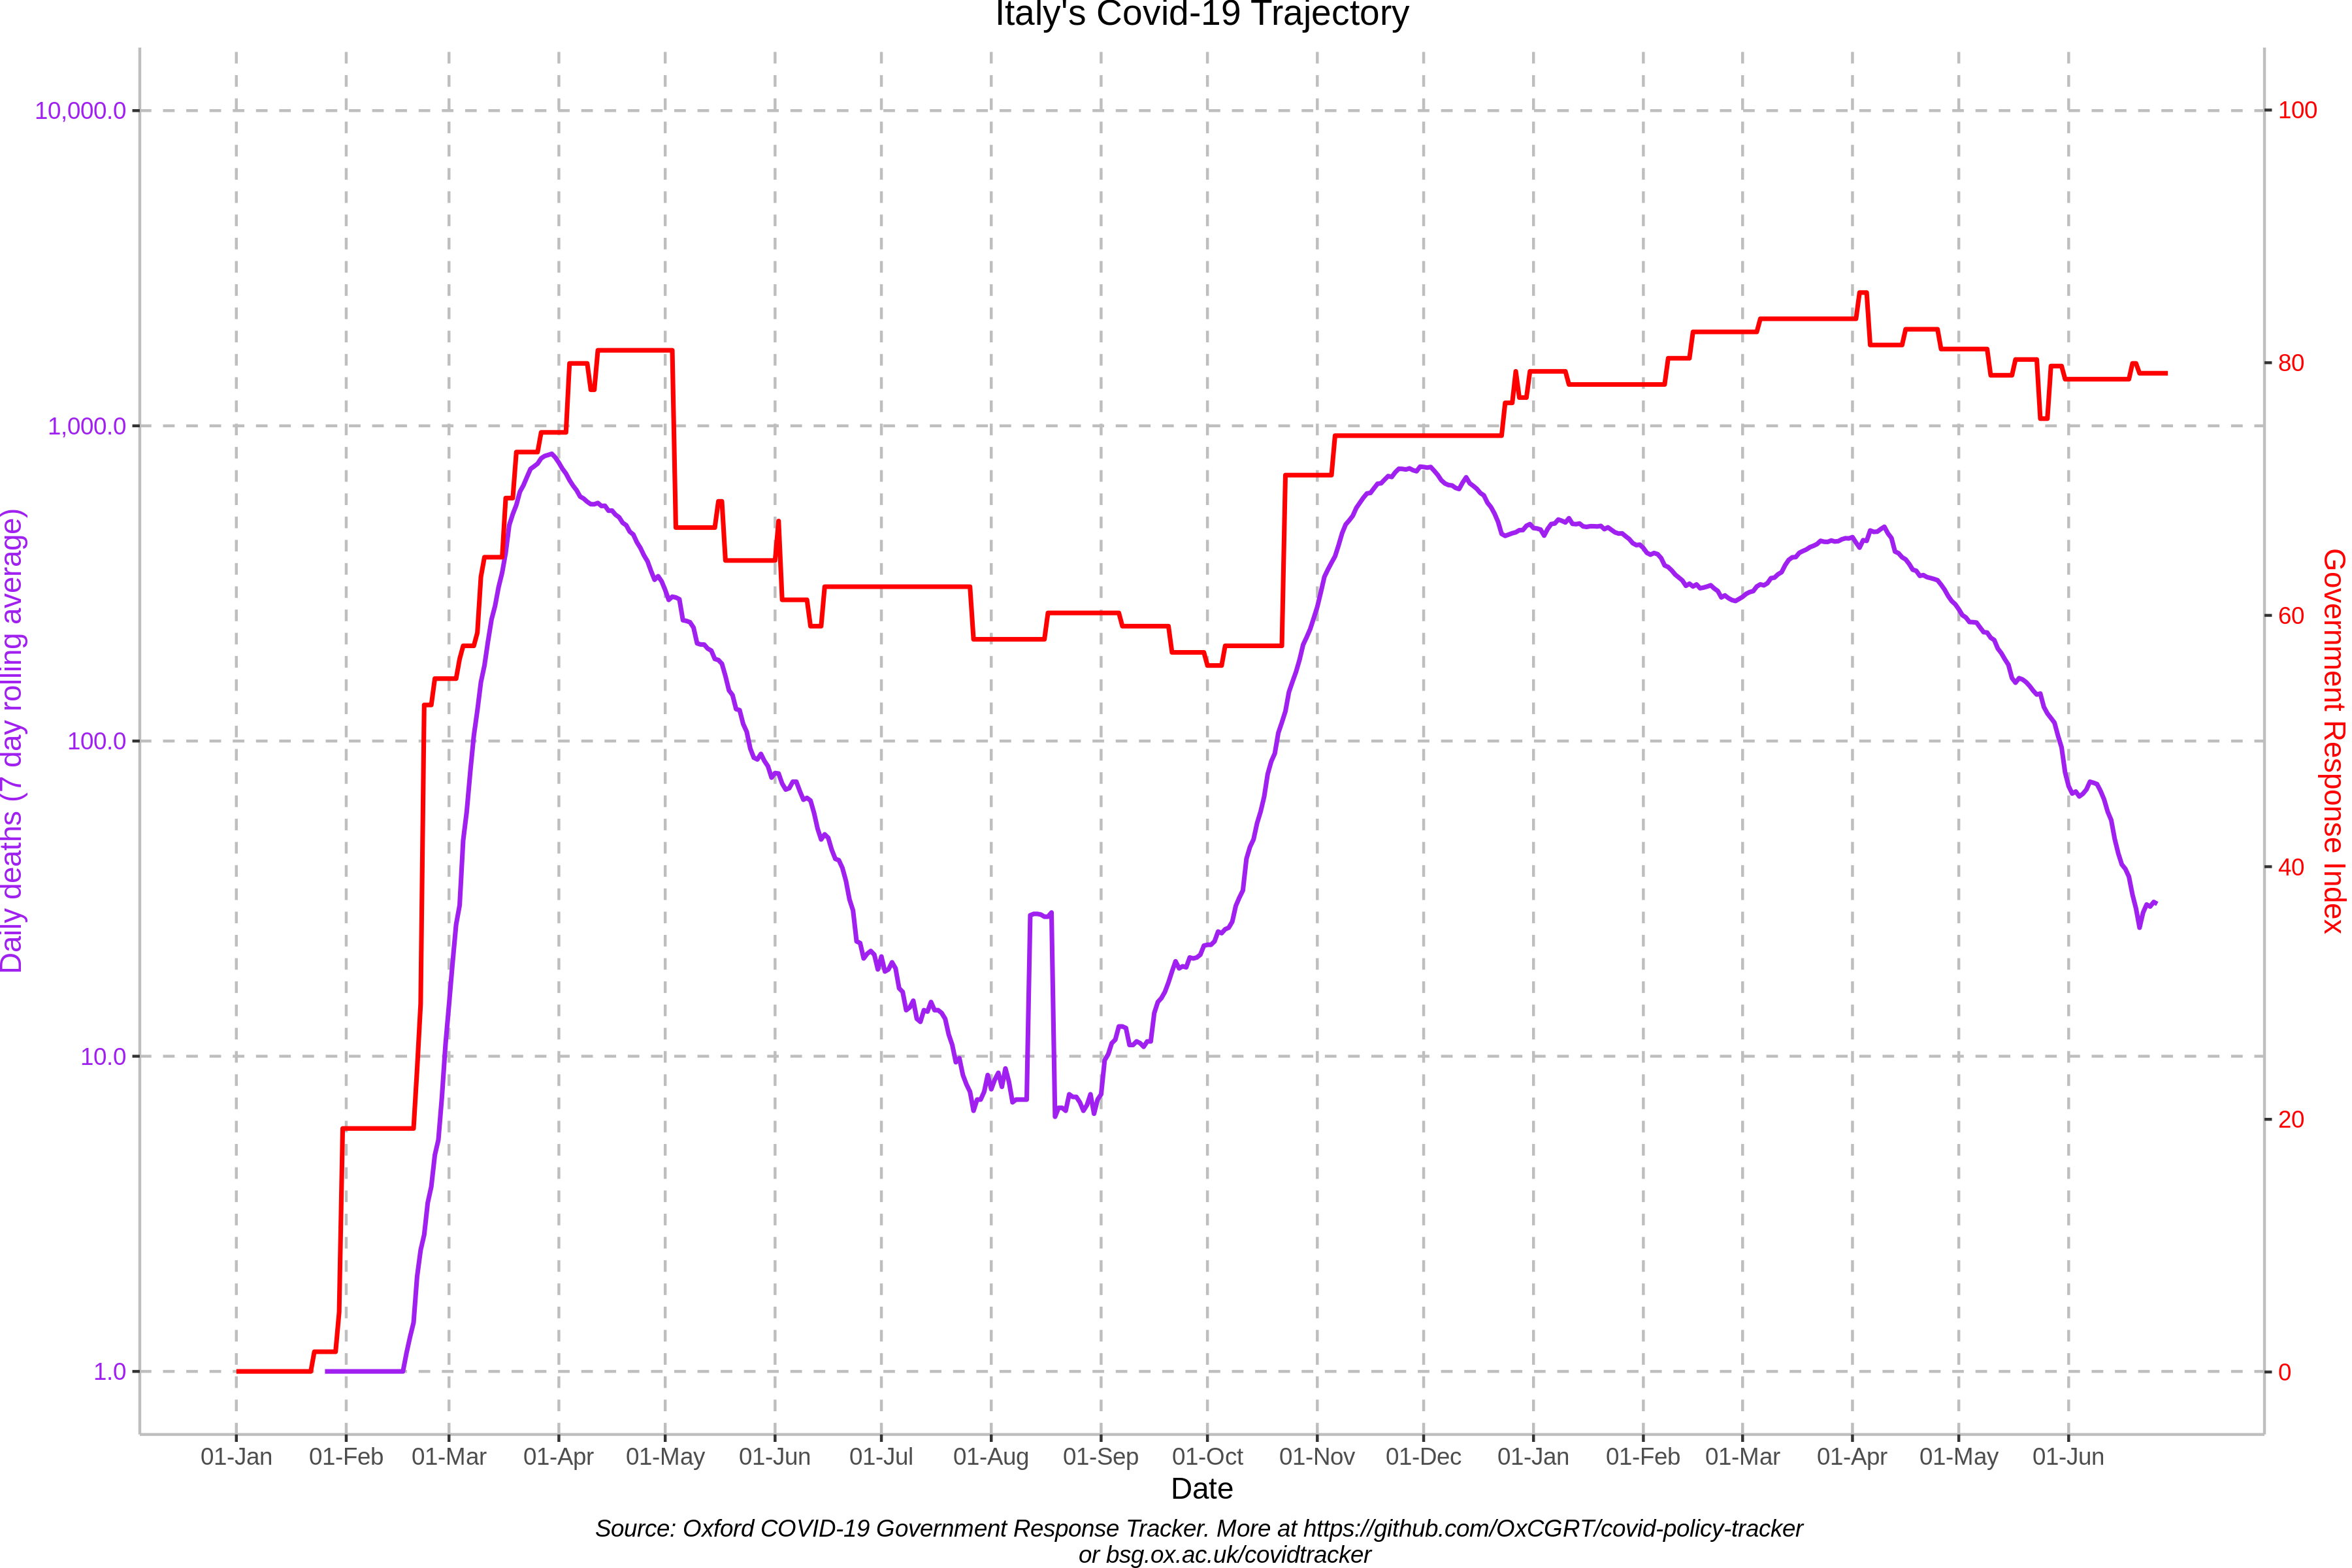 Italy's Covid-19 Trajectory
10,000.0
1,000.0
100.0
10.0
1.0
Daily deaths (7 day rolling average)
100
80
60
40
20
0
Government Response Index
01-Jan 01-Feb 01-Mar 01-Apr 01-May 01-Jun 01-Jul 01-Aug 01-Sep 01-Oct 01-Nov 01-Dec 01-Jan 01-Feb 01-Mar 01-Apr 01-May 01-Jun
Date
Source: Oxford COVID-19 Government Response Tracker. More at https://github.com/OxCGRT/covid-policy-tracker
or bsg.ox.ac.uk/covidtracker